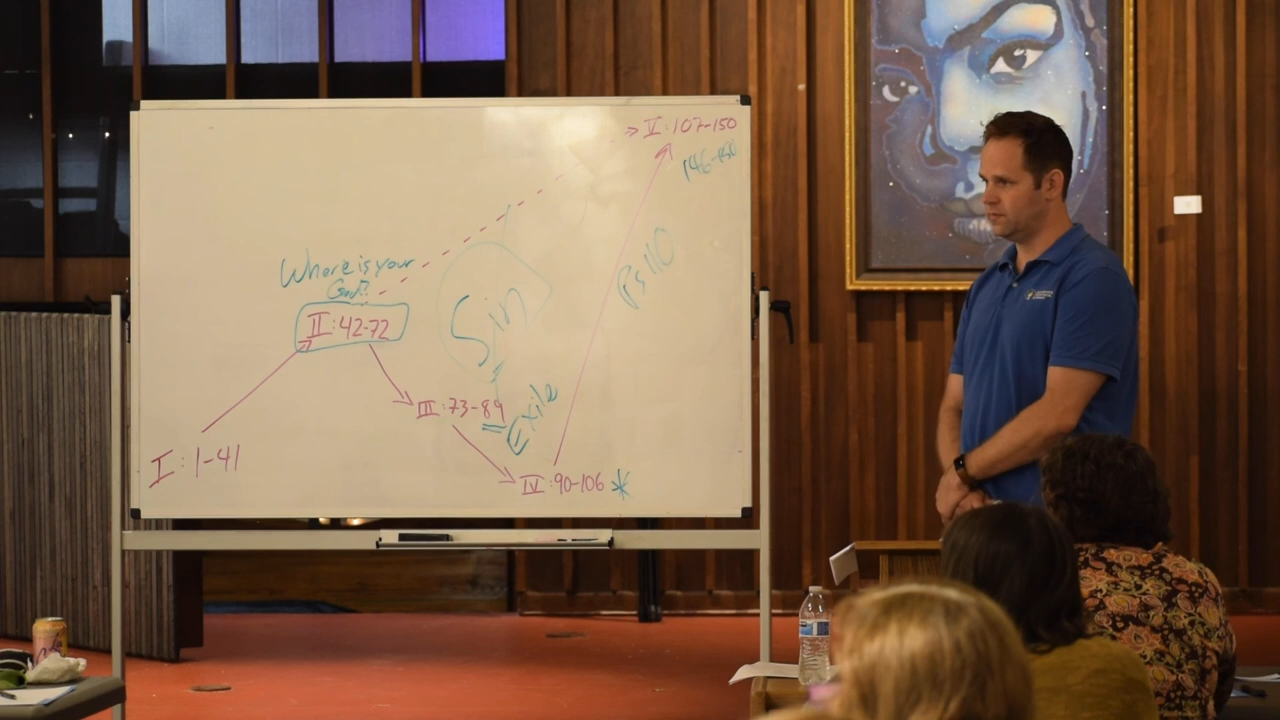 V: 107-150
146-150
Where is your
God?
II: 42-72
Sin
Ps 110
III: 73-89
= Exile
I: 1-41
IV: 90-106 *